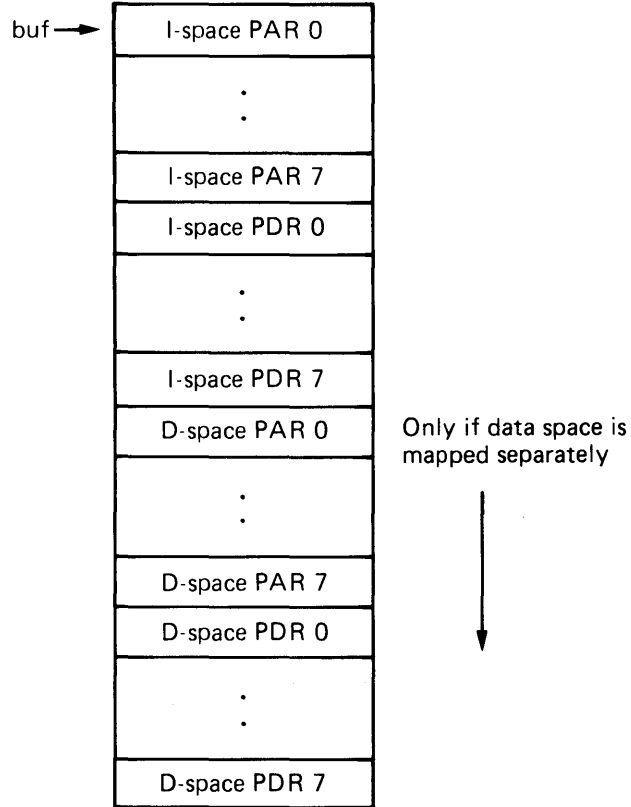 buf
I-space PAR 0
.
.
I-space PAR 7
I-space PDR 0
.
.
I-space PDR 7
D-space PAR 0
Only if data space is
mapped separately
.
.
D-space PAR 7
D-space PDR 0
.
.
D-space PDR 7